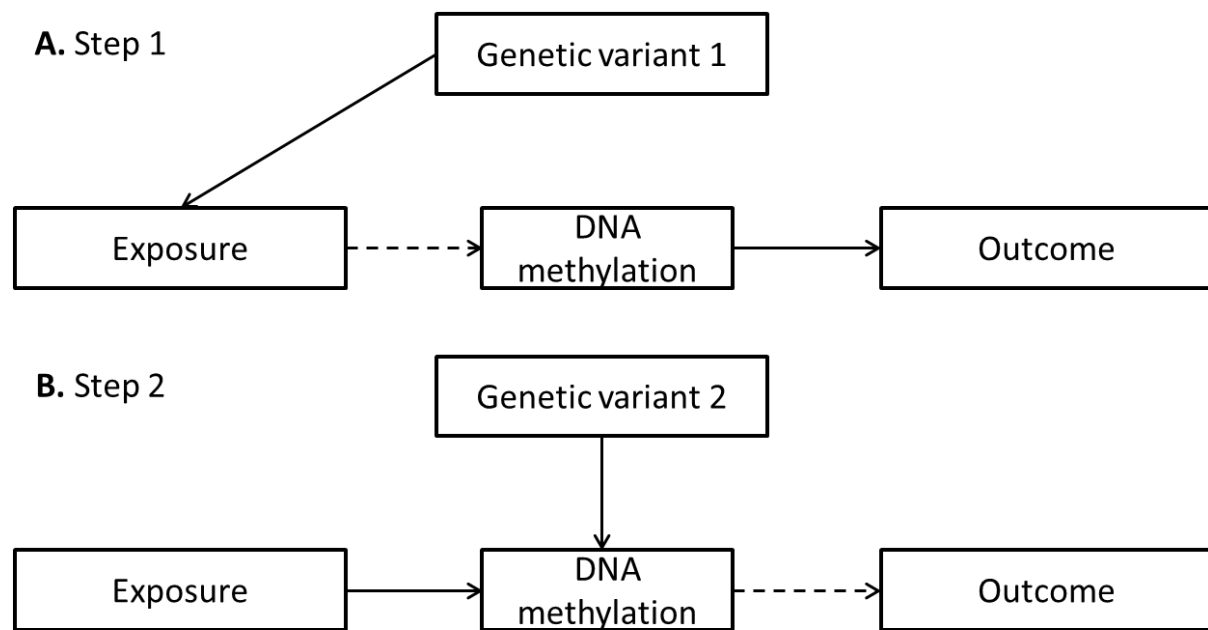 A. Step 1
Genetic variant 1
Exposure
DNA
methylation
Outcome
B. Step 2
Genetic variant 2
Exposure
DNA
methylation
Outcome